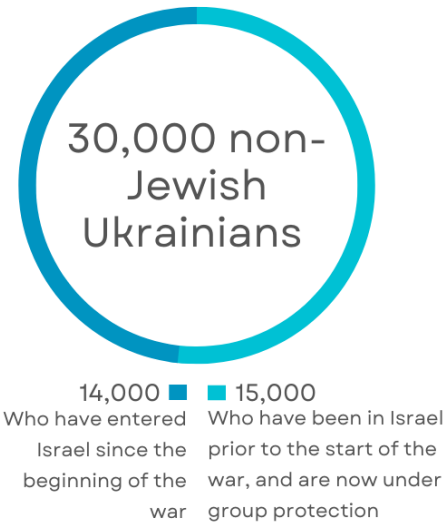 30,000 non-
Jewish
Ukrainians
14,000
Who have entered
Israel since the
beginning of the
war
15,000
Who have been in Israel
prior to the start of the
war, and are now under
group protection